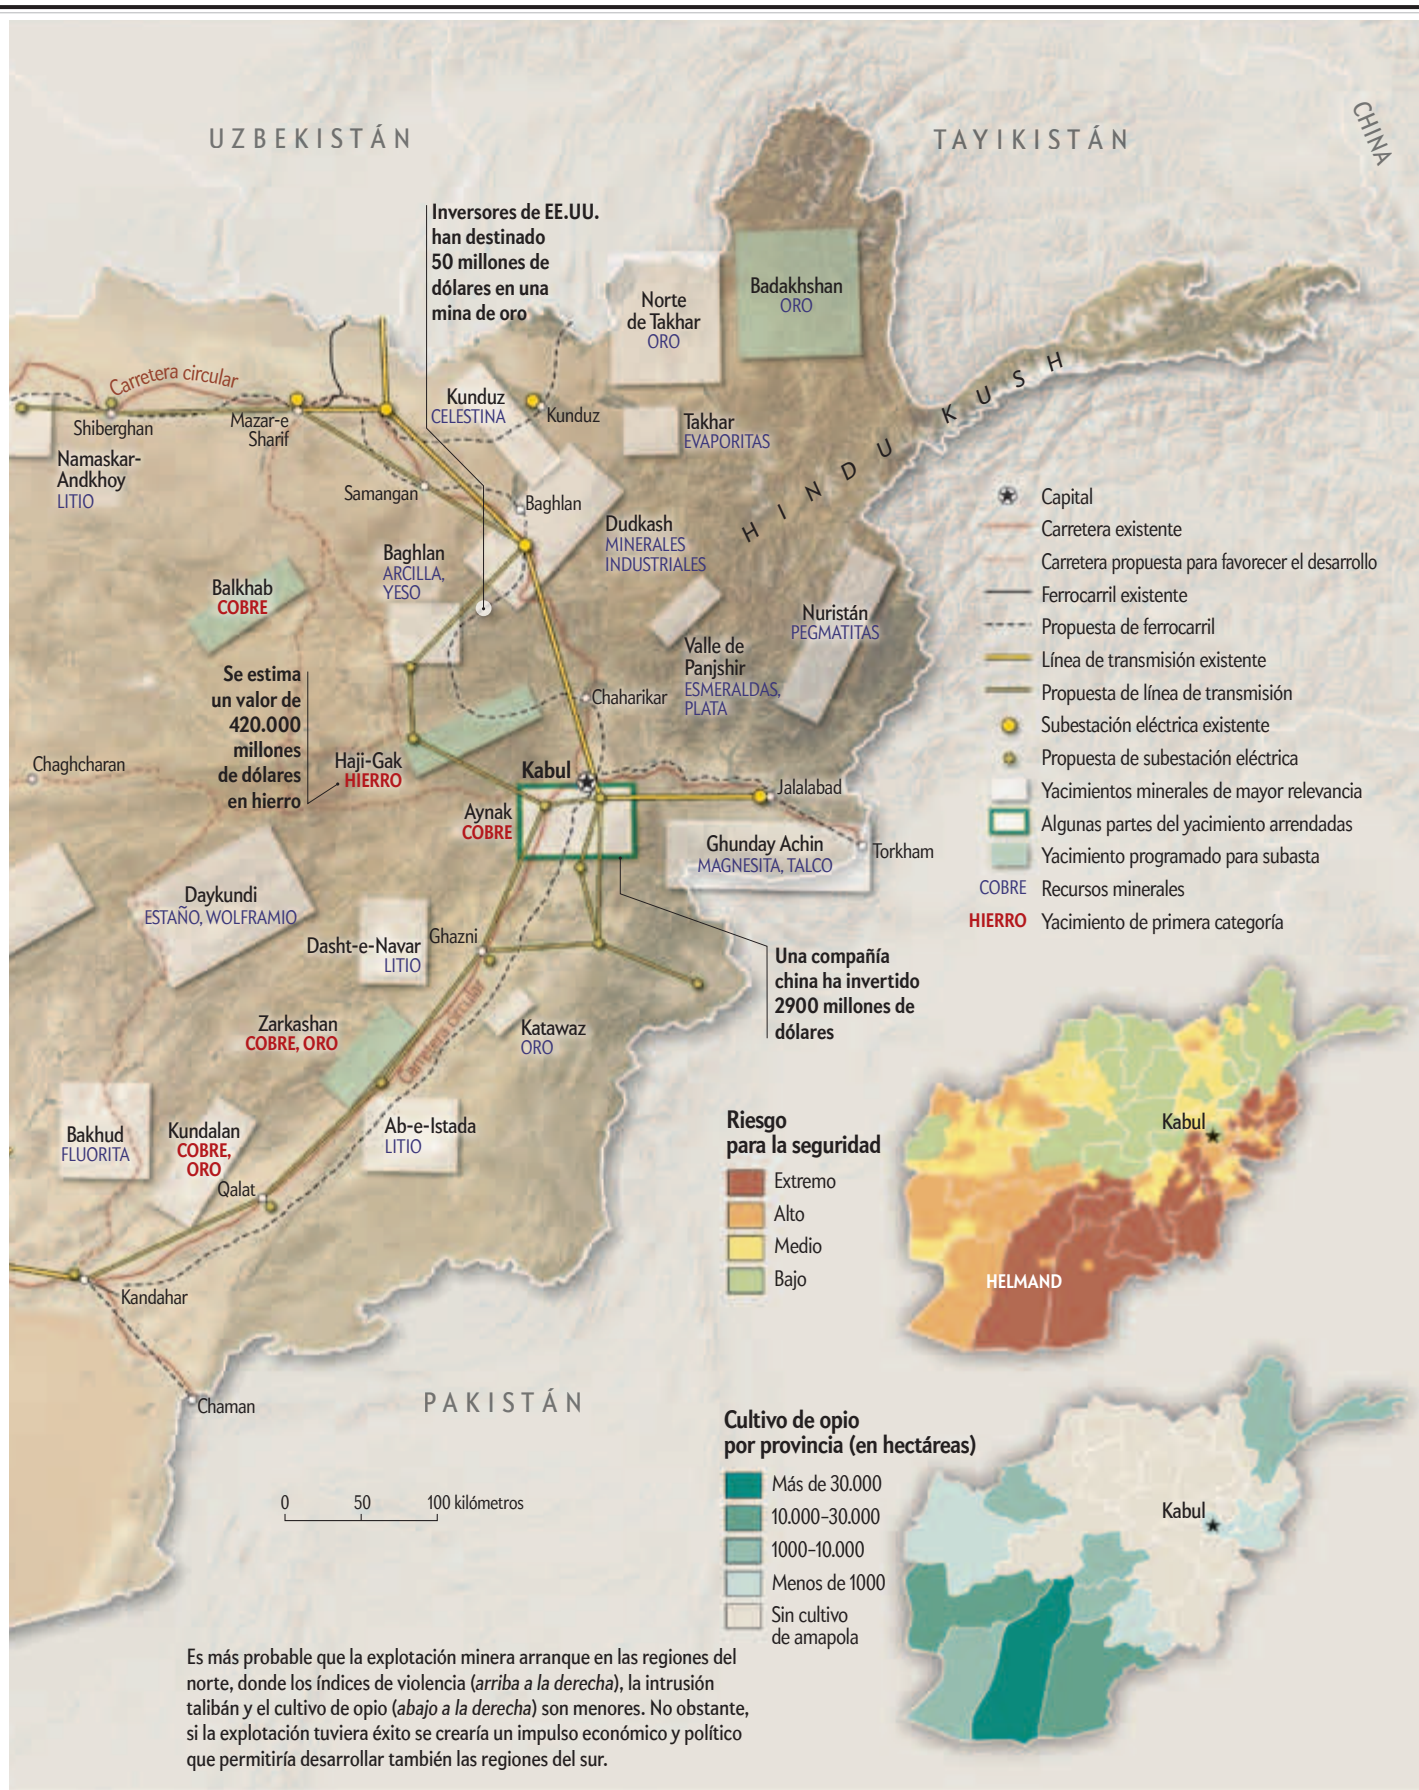 UZBEKISTÁN
TAYIKISTÁN
CHINA
Inversores de EE.UU.
han destinado
50 millones de
dólares en una
mina de oro
Norte
de Takhar
ORO
Badakhshan
ORO
HINDU KUSH
Carretera circular
Shiberghan
Mazar-e
Sharif
Kunduz
CELESTINA
Kunduz
Takhar
EVAPORITAS
Namaskar-
Andkhoy
LITIO
Samangan
Baghlan
Dudkash
MINERALES
INDUSTRIALES
Baghlan
ARCILLA,
YESO
Balkhab
COBRE
Nuristán
PEGMATITAS
Valle de
Panjshir
ESMERALDAS,
PLATA
Se estima
un valor de
420.000
millones
de dólares
en hierro
Chaharikar
Chaghcharan
Haji-Gak
HIERRO
Kabul
Jalalabad
Aynak
COBRE
Ghunday Achin
MAGNESITA, TALCO
Torkham
Daykundi
ESTAÑO, WOLFRAMIO
Dasht-e-Navar
LITIO
Ghazni
Una compañía
china ha invertido
2900 millones de
dólares
Zarkashan
COBRE, ORO
Carretera circular
Katawaz
ORO
Bakhud
FLUORITA
Kundalan
COBRE,
ORO
Ab-e-Istada
LITIO
Qalat
Kandahar
Chaman
PAKISTÁN
0 50 100 kilómetros
Capital
Carretera existente
Carretera propuesta para favorecer el desarrollo
Ferrocarril existente
Propuesta de ferrocarril
Línea de transmisión existente
Propuesta de línea de transmisión
Subestación eléctrica existente
Propuesta de subestación eléctrica
Yacimientos minerales de mayor relevancia
Algunas partes del yacimiento arrendadas
Yacimiento programado para subasta
COBRE Recursos minerales
HIERRO Yacimiento de primera categoría
Riesgo
para la seguridad
Extremo
Alto
Medio
Bajo
Kabul
HELMAND
Cultivo de opio
por provincia (en hectáreas)
Más de 30.000
10.000–30.000
1000–10.000
Menos de 1000
Sin cultivo
de amapola
Kabul
Es más probable que la explotación minera arranque en las regiones del
norte, donde los índices de violencia (arriba a la derecha), la intrusión
talibán y el cultivo de opio (abajo a la derecha) son menores. No obstante,
si la explotación tuviera éxito se crearía un impulso económico y político
que permitiría desarrollar también las regiones del sur.